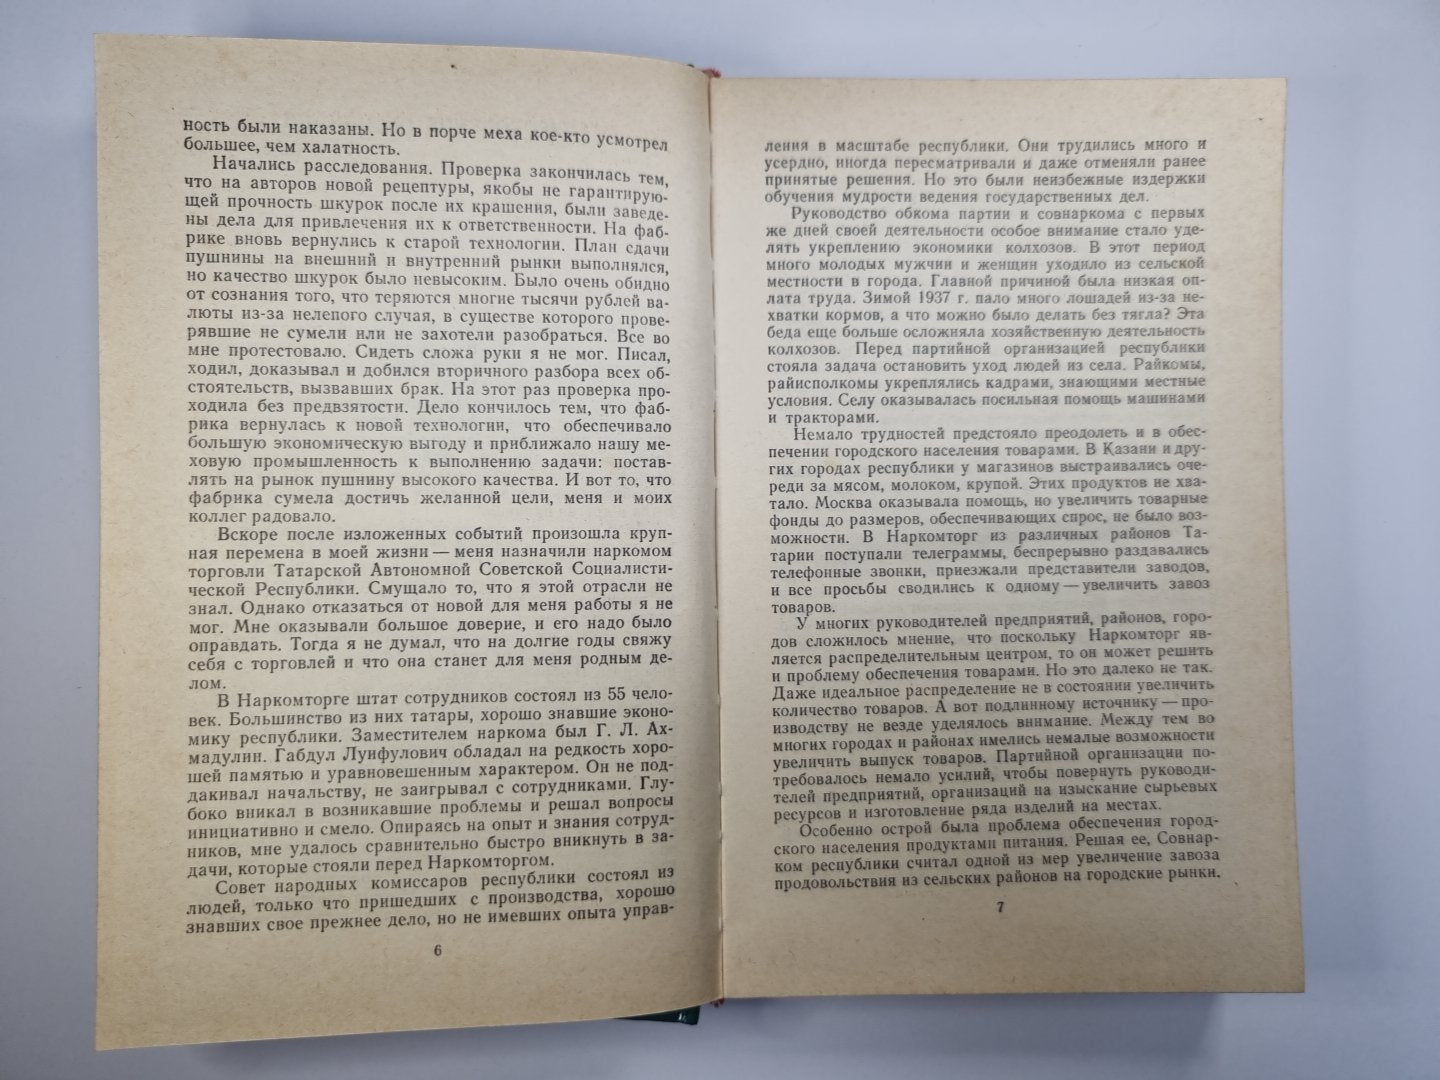 ность были наказаны. Но в порче меха кое-кто усмотрел
большее, чем халатность.
Начались расследования. Проверка закончилась тем,
что на авторов новой рецептуры, якобы не гарантирую-
щей прочность шкурок после их крашения, были заведе-
ны дела для привлечения их к ответственности. На фаб-
рике вновь вернулись к старой технологии. План сдачи
пушнины на внешний и внутренний рынки выполнялся,
но качество шкурок было невысоким. Было очень обидно
от сознания того, что теряются многие тысячи рублей ва-
люты из-за нелепого случая, в существе которого прове-
рявшие не сумели или не захотели разобраться. Все во
мне протестовало. Сидеть сложа руки я не мог. Писал,
ходил, доказывал и добился вторичного разбора всех об-
стоятельств, вызвавших брак. На этот раз проверка про-
ходила без предвзятости. Дело кончилось тем, что фаб-
рика вернулась к новой технологии, что обеспечивало
большую экономическую выгоду и приближало нашу ме-
ховую промышленность к выполнению задачи: постав-
лять на рынок пушнину высокого качества. И вот то, что
фабрика сумела достичь желанной цели, меня и моих
коллег радовало.
Вскоре после изложенных событий произошла круп-
ная перемена в моей жизни — меня назначили наркомом
торговли Татарской Автономной Советской Социалисти-
ческой Республики. Смущало то, что я этой отрасли не
знал. Однако отказаться от новой для меня работы я не
мог. Мне оказывали большое доверие, и его надо было
оправдать. Тогда я не думал, что на долгие годы свяжу
себя с торговлей и что она станет для меня родным де-
лом.
В Наркомторге штат сотрудников состоял из 55 чело-
век. Большинство из них татары, хорошо знавшие эконо-
мику республики. Заместителем наркома был Г. Л. Ах-
мадулин. Габдул Луифулович обладал на редкость хоро-
шей памятью и уравновешенным характером. Он не под-
дакивал начальству, не заигрывал с сотрудниками. Глу-
боко вникал в возникавшие проблемы и решал вопросы
инициативно и смело. Опираясь на опыт и знания сотруд-
ников, мне удалось сравнительно быстро вникнуть в за-
дачи, которые стояли перед Наркомторгом.
Совет народных комиссаров республики состоял из
людей, только что пришедших с производства, хорошо
знавших свое прежнее дело, но не имевших опыта управ-
6
ления в масштабе республики. Они трудились много и
усердно, иногда пересматривали и даже отменяли ранее
принятые решения. Но это были неизбежные издержки
обучения мудрости ведения государственных дел.
Руководство обкома партии и совнаркома с первых
же дней своей деятельности особое внимание стало уде-
лять укреплению экономики колхозов. В этот период
много молодых мужчин и женщин уходило из сельской
местности в города. Главной причиной была низкая оп-
лата труда. Зимой 1937 г. пало много лошадей из-за не-
хватки кормов, а что можно было делать без тягла? Эта
беда еще больше осложняла хозяйственную деятельность
колхозов. Перед партийной организацией республики
стояла задача остановить уход людей из села. Райкомы,
райисполкомы укреплялись кадрами, знающими местные
условия. Селу оказывалась посильная помощь машинами
и тракторами.
Немало трудностей предстояло преодолеть и в обес-
печении городского населения товарами. В Казани и дру-
гих городах республики у магазинов выстраивались оче-
реди за мясом, молоком, крупой. Этих продуктов не хва-
тало. Москва оказывала помощь, но увеличить товарные
фонды до размеров, обеспечивающих спрос, не было воз-
можности. В Наркомторг из различных районов Та-
тарии поступали телеграммы, беспрерывно раздавались
телефонные звонки, приезжали представители заводов,
и все просьбы сводились к одному — увеличить завоз
товаров.
У многих руководителей предприятий, районов, горо-
дов сложилось мнение, что поскольку Наркомторг яв-
ляется распределительным центром, то он может решить
и проблему обеспечения товарами. Но это далеко не так.
Даже идеальное распределение не в состоянии увеличить
количество товаров. А вот подлинному источнику — про-
изводству не везде уделялось внимание. Между тем во
многих городах и районах имелись немалые возможности
увеличить выпуск товаров. Партийной организации по-
требовалось немало усилий, чтобы повернуть руководи-
телей предприятий, организаций на изыскание сырьевых
ресурсов и изготовление ряда изделий на местах.
Особенно острой была проблема обеспечения город-
ского населения продуктами питания. Решая ее, Совнар-
ком республики считал одной из мер увеличение завоза
продовольствия из сельских районов на городские рынки.
7